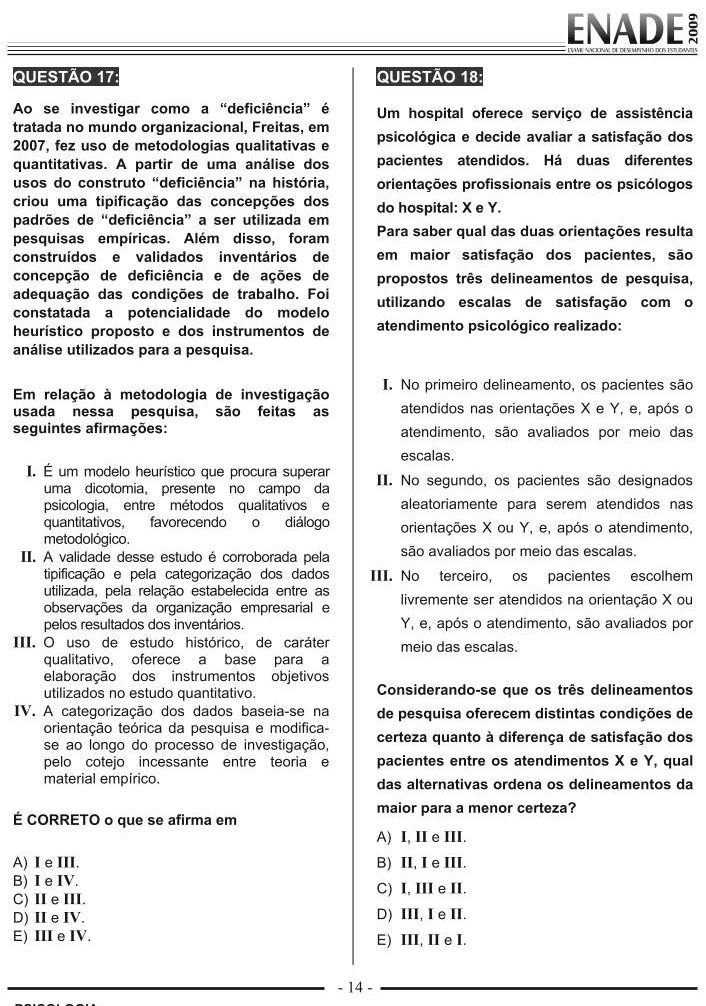 ENADE 2009
EXAME NACIONAL DE DESEMPENHO DOS ESTUDANTES
QUESTÃO 17:
Ao se investigar como a “deficiência” é
tratada no mundo organizacional, Freitas, em
2007, fez uso de metodologias qualitativas e
quantitativas. A partir de uma análise dos
usos do construto “deficiência” na história,
criou uma tipificação das concepções dos
padrões de “deficiência” a ser utilizada em
pesquisas empíricas. Além disso, foram
construídos e validados inventários de
concepção de deficiência e de ações de
adequação das condições de trabalho. Foi
constatada a potencialidade do modelo
heurístico proposto e dos instrumentos de
análise utilizados para a pesquisa.
Em relação à metodologia de investigação
usada nessa pesquisa, são feitas as
seguintes afirmações:
I. É um modelo heurístico que procura superar
uma dicotomia, presente no campo da
psicologia, entre métodos qualitativos e
quantitativos, favorecendo o diálogo
metodológico.
II. A validade desse estudo é corroborada pela
tipificação e pela categorização dos dados
utilizada, pela relação estabelecida entre as
observações da organização empresarial e
pelos resultados dos inventários.
III. O uso de estudo histórico, de caráter
qualitativo, oferece a base para a
elaboração dos instrumentos objetivos
utilizados no estudo quantitativo.
IV. A categorização dos dados baseia-se na
orientação teórica da pesquisa e modifica-
se ao longo do processo de investigação,
pelo cotejo incessante entre teoria e
material empírico.
É CORRETO o que se afirma em
A) I e III.
B) I e IV.
C) II e III.
D) II e IV.
E) III e IV.
QUESTÃO 18:
Um hospital oferece serviço de assistência
psicológica e decide avaliar a satisfação dos
pacientes atendidos. Há duas diferentes
orientações profissionais entre os psicólogos
do hospital: X e Y.
Para saber qual das duas orientações resulta
em maior satisfação dos pacientes, são
propostos três delineamentos de pesquisa,
utilizando escalas de satisfação com o
atendimento psicológico realizado:
I. No primeiro delineamento, os pacientes são
atendidos nas orientações X e Y, e, após o
atendimento, são avaliados por meio das
escalas.
II. No segundo, os pacientes são designados
aleatoriamente para serem atendidos nas
orientações X ou Y, e, após o atendimento,
são avaliados por meio das escalas.
III. No terceiro, os pacientes escolhem
livremente ser atendidos na orientação X ou
Y, e, após o atendimento, são avaliados por
meio das escalas.
Considerando-se que os três delineamentos
de pesquisa oferecem distintas condições de
certeza quanto à diferença de satisfação dos
pacientes entre os atendimentos X e Y, qual
das alternativas ordena os delineamentos da
maior para a menor certeza?
A) I, II e III.
B) II, I e III.
C) I, III e II.
D) III, I e II.
E) III, II e I.
- 14 -